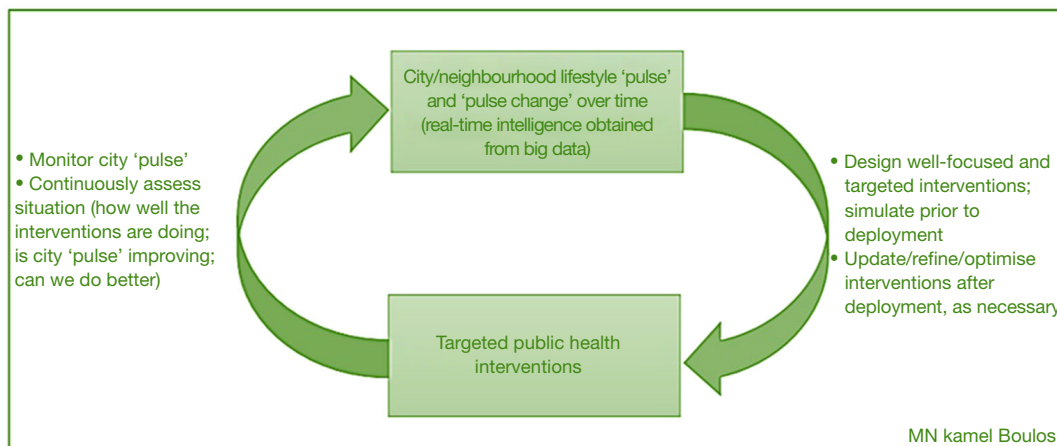 City/neighbourhood lifestyle ‘pulse’
and ‘pulse change’ over time
(real-time intelligence obtained
from big data)
• Monitor city ‘pulse’
• Continuously assess
situation (how well the
interventions are doing;
is city ‘pulse’ improving;
can we do better)
• Design well-focused and
targeted interventions;
simulate prior to
deployment
• Update/refine/optimise
interventions after
deployment, as necessary
Targeted public health
interventions
MN kamel Boulos